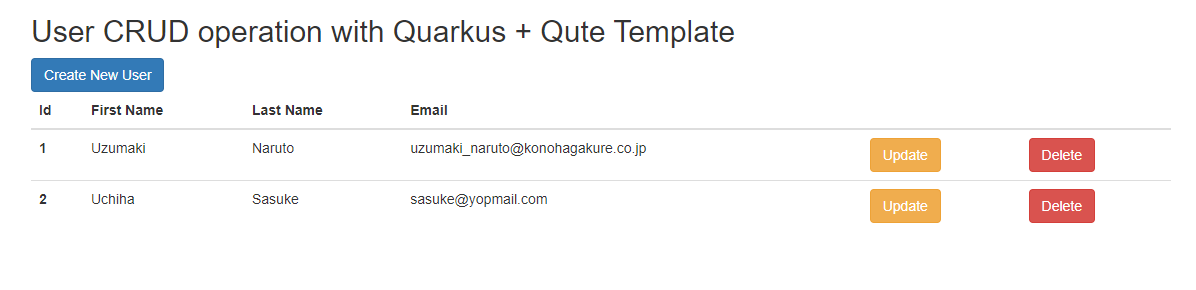 User CRUD operation with Quarkus + Qute Template
Create New User
Id First Name Last Name Email
1 Uzumaki Naruto uzumaki_naruto@konohagakure.co.jp Update Delete
2 Uchiha Sasuke sasuke@yopmail.com Update Delete